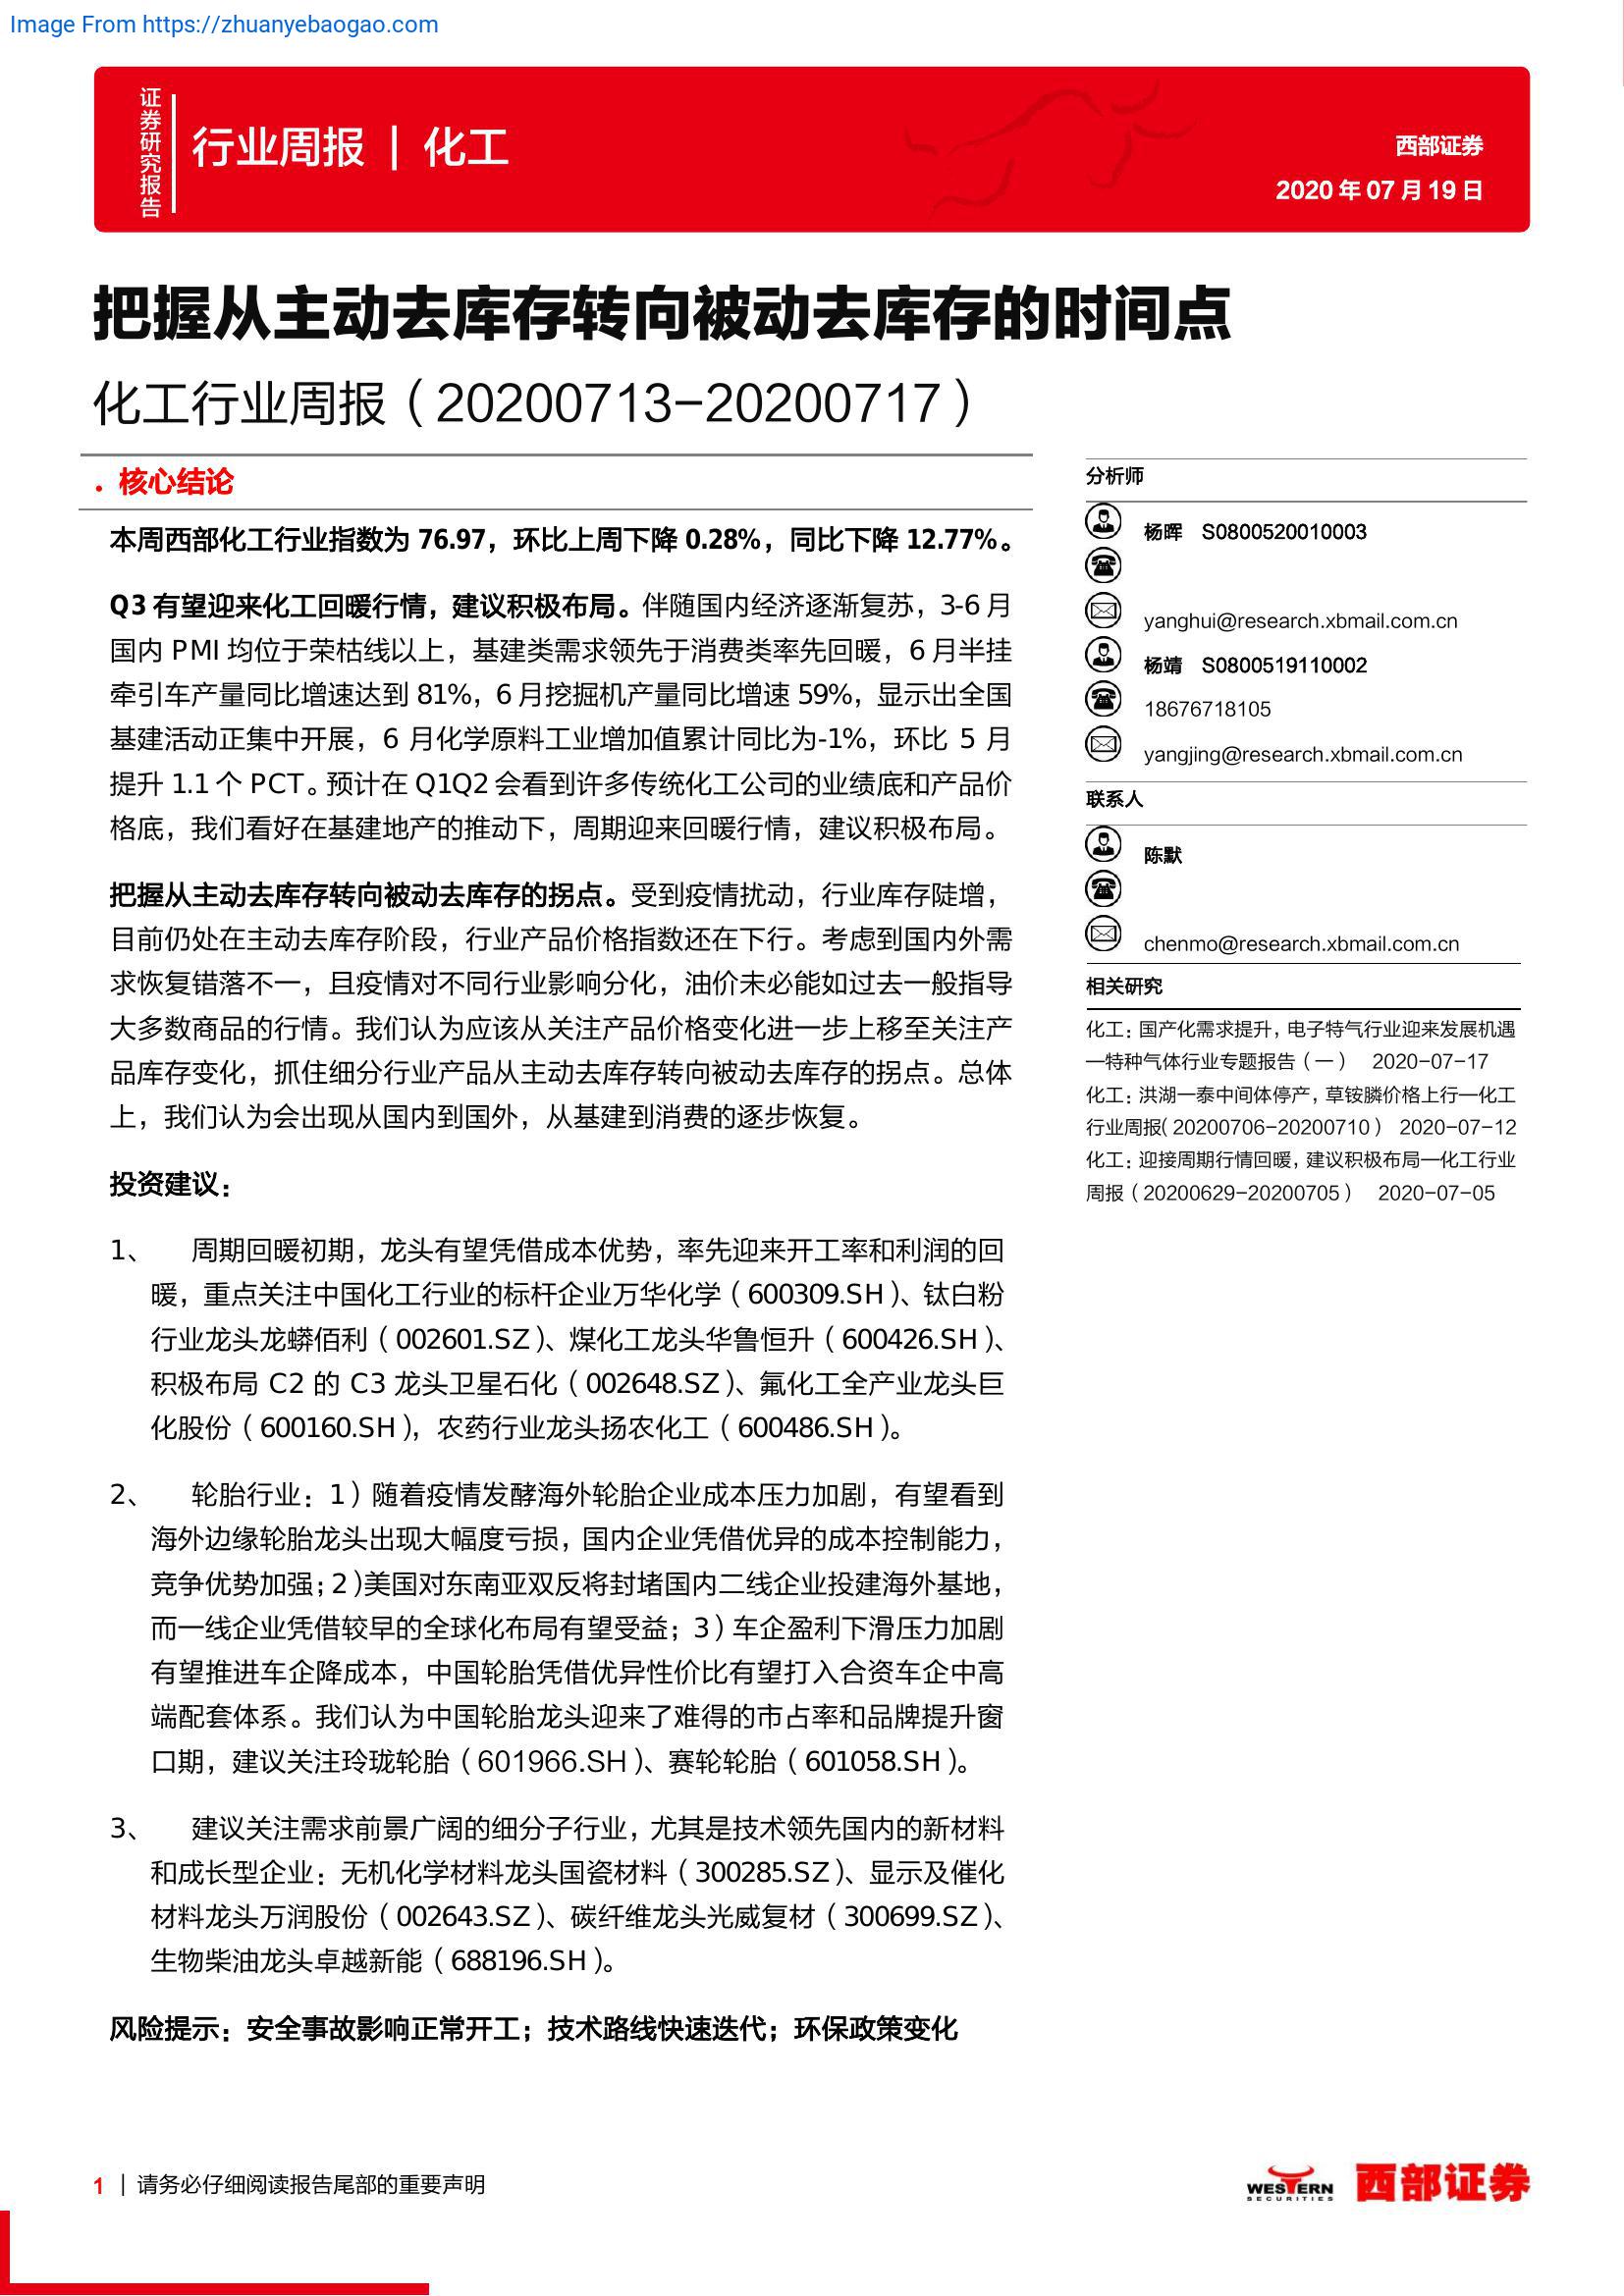 Image From https://zhuanyebaogao.com
证券研究报告
行业周报 | 化工
西部证券
2020 年 07 月 19 日
把握从主动去库存转向被动去库存的时间点
化工行业周报（20200713-20200717）
• 核心结论
本周西部化工行业指数为 76.97，环比上周下降 0.28%，同比下降 12.77%。
Q3 有望迎来化工回暖行情，建议积极布局。伴随国内经济逐渐复苏，3-6 月
国内 PMI 均位于荣枯线以上，基建类需求领先于消费类率先回暖，6 月半挂
牵引车产量同比增速达到 81%，6 月挖掘机产量同比增速 59%，显示出全国
基建活动正集中开展，6 月化学原料工业增加值累计同比为-1%，环比 5 月
提升 1.1 个 PCT。预计在 Q1Q2 会看到许多传统化工公司的业绩底和产品价
格底，我们看好在基建地产的推动下，周期迎来回暖行情，建议积极布局。
把握从主动去库存转向被动去库存的拐点。受到疫情扰动，行业库存陡增，
目前仍处在主动去库存阶段，行业产品价格指数还在下行。考虑到国内外需
求恢复错落不一，且疫情对不同行业影响分化，油价未必能如过去一般指导
大多数商品的行情。我们认为应该从关注产品价格变化进一步上移至关注产
品库存变化，抓住细分行业产品从主动去库存转向被动去库存的拐点。总体
上，我们认为会出现从国内到国外，从基建到消费的逐步恢复。
投资建议：
1、 周期回暖初期，龙头有望凭借成本优势，率先迎来开工率和利润的回
暖，重点关注中国化工行业的标杆企业万华化学（600309.SH）、钛白粉
行业龙头龙蟒佰利（002601.SZ）、煤化工龙头华鲁恒升（600426.SH）、
积极布局 C2 的 C3 龙头卫星石化（002648.SZ）、氟化工全产业龙头巨
化股份（600160.SH），农药行业龙头扬农化工（600486.SH）。
2、 轮胎行业：1）随着疫情发酵海外轮胎企业成本压力加剧，有望看到
海外边缘轮胎龙头出现大幅度亏损，国内企业凭借优异的成本控制能力，
竞争优势加强；2）美国对东南亚双反将封堵国内二线企业投建海外基地，
而一线企业凭借较早的全球化布局有望受益；3）车企盈利下滑压力加剧
有望推进车企降成本，中国轮胎凭借优异性价比有望打入合资车企中高
端配套体系。我们认为中国轮胎龙头迎来了难得的市占率和品牌提升窗
口期，建议关注玲珑轮胎（601966.SH）、赛轮轮胎（601058.SH）。
3、 建议关注需求前景广阔的细分子行业，尤其是技术领先国内的新材料
和成长型企业：无机化学材料龙头国瓷材料（300285.SZ）、显示及催化
材料龙头万润股份（002643.SZ）、碳纤维龙头光威复材（300699.SZ）、
生物柴油龙头卓越新能（688196.SH）。
风险提示：安全事故影响正常开工；技术路线快速迭代；环保政策变化
分析师
杨晖 S0800520010003
yanghui@research.xbmail.com.cn
杨靖 S0800519110002
18676718105
yangjing@research.xbmail.com.cn
联系人
陈默
chenmo@research.xbmail.com.cn
相关研究
化工：国产化需求提升，电子特气行业迎来发展机遇
—特种气体行业专题报告（一） 2020-07-17
化工：洪湖一泰中间体停产，草铵膦价格上行—化工
行业周报（20200706-20200710） 2020-07-12
化工：迎接周期行情回暖，建议积极布局—化工行业
周报（20200629-20200705） 2020-07-05
1 | 请务必仔细阅读报告尾部的重要声明
WESTERN
SECURITIES
西部证券